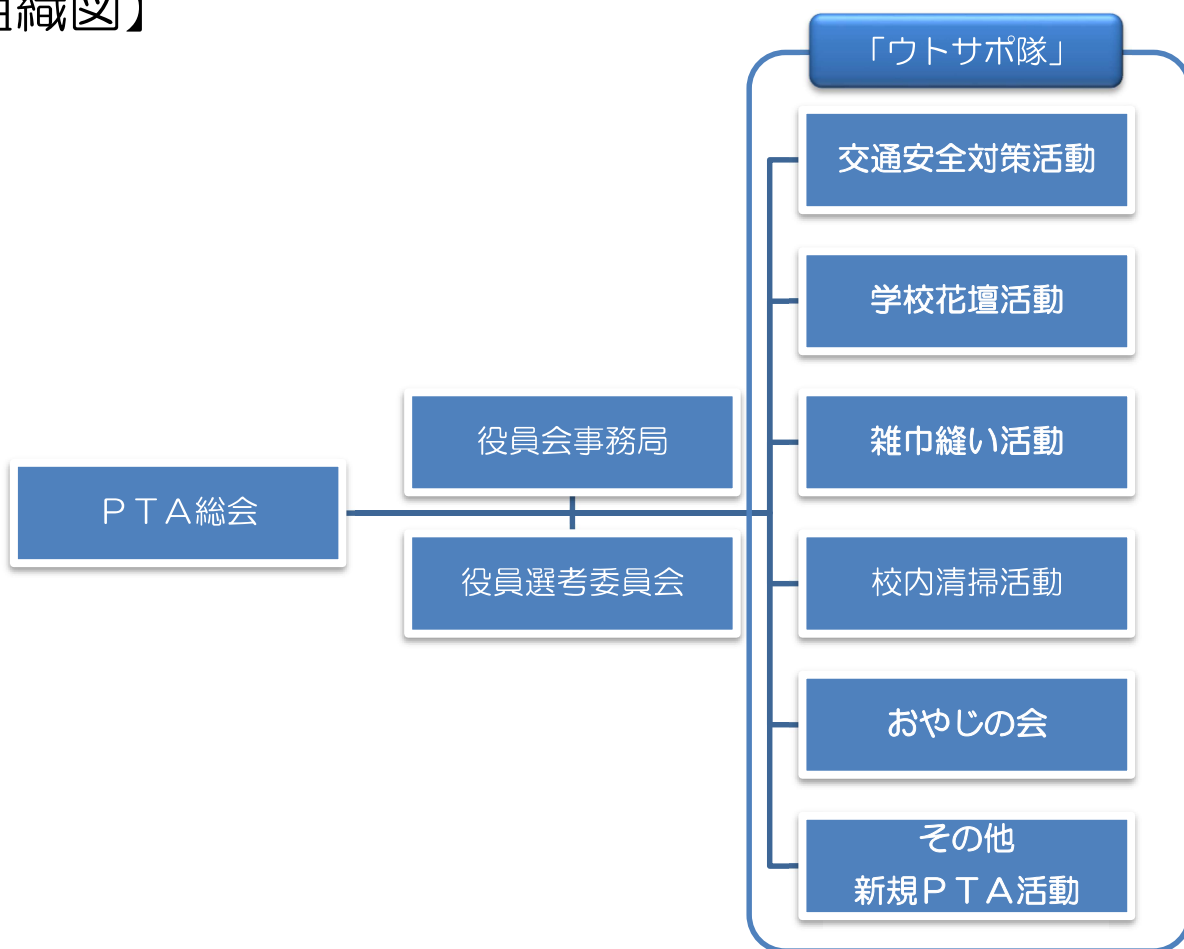 組織図】
「ウトサポ隊」
交通安全対策活動
学校花壇活動
雑巾縫い活動
校内清掃活動
おやじの会
その他
新規ＰＴＡ活動
役員会事務局
役員選考委員会
ＰＴＡ総会